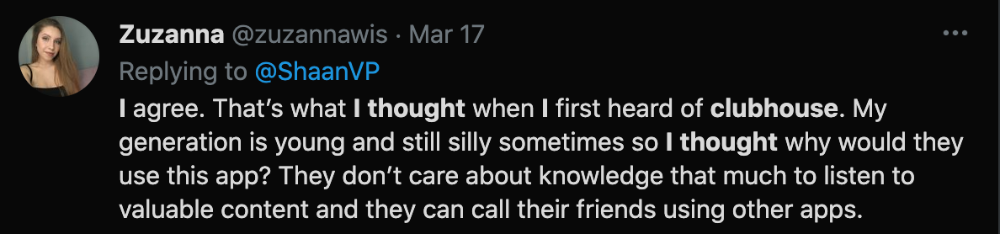 Zuzanna @zuzannawis · Mar 17
Replying to @ShaanVP
I agree. That’s what I thought when I first heard of clubhouse. My
generation is young and still silly sometimes so I thought why would they
use this app? They don’t care about knowledge that much to listen to
valuable content and they can call their friends using other apps.